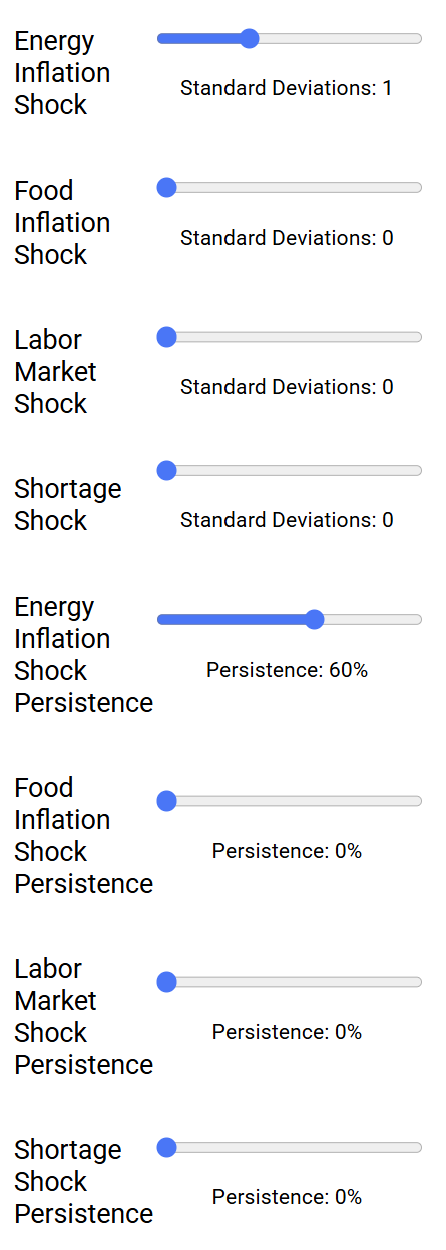 Energy
Inflation
Shock
Standard Deviations: 1
Food
Inflation
Shock
Standard Deviations: 0
Labor
Market
Shock
Standard Deviations: 0
Shortage
Shock
Standard Deviations: 0
Energy
Inflation
Shock
Persistence
Persistence: 60%
Food
Inflation
Shock
Persistence
Persistence: 0%
Labor
Market
Shock
Persistence
Persistence: 0%
Shortage
Shock
Persistence
Persistence: 0%